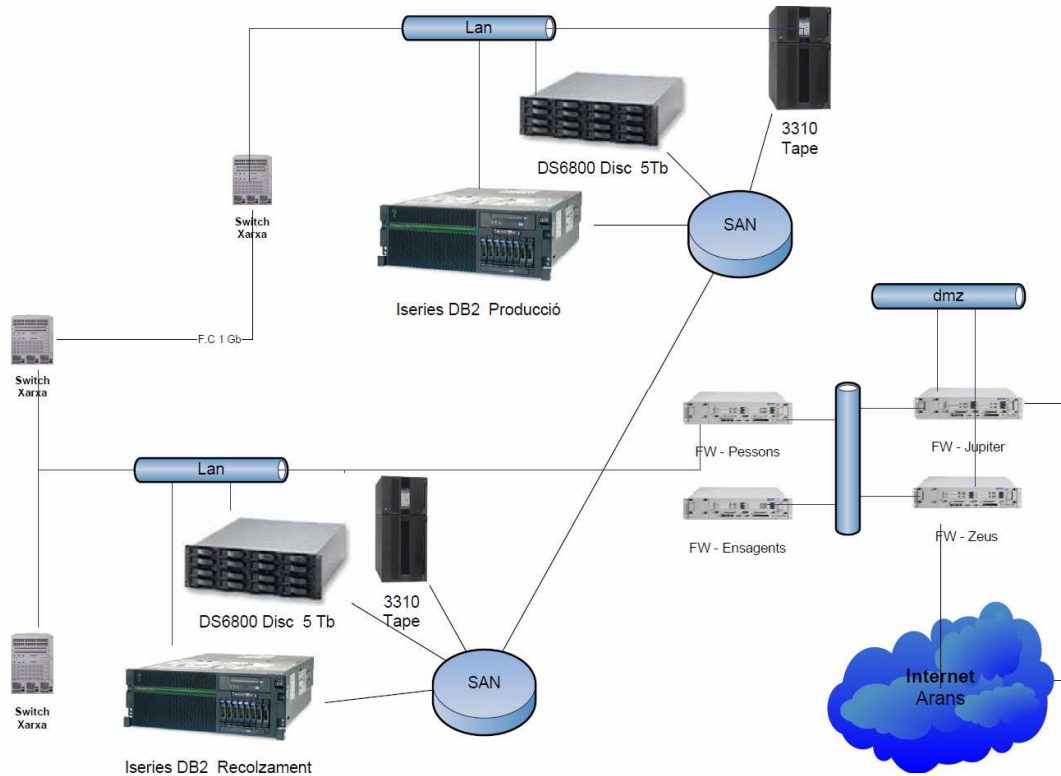 Lan
3310
Tape
DS6800 Disc 5Tb
Switch
Xarxa
SAN
Iseries DB2 Producció
dmz
Switch
Xarxa
F.C 1 Gb
FW - Pessons
FW - Jupiter
Lan
FW - Ensagents
FW - Zeus
3310
Tape
DS6800 Disc 5 Tb
Switch
Xarxa
SAN
Internet
Arans
Iseries DB2 Recolzament